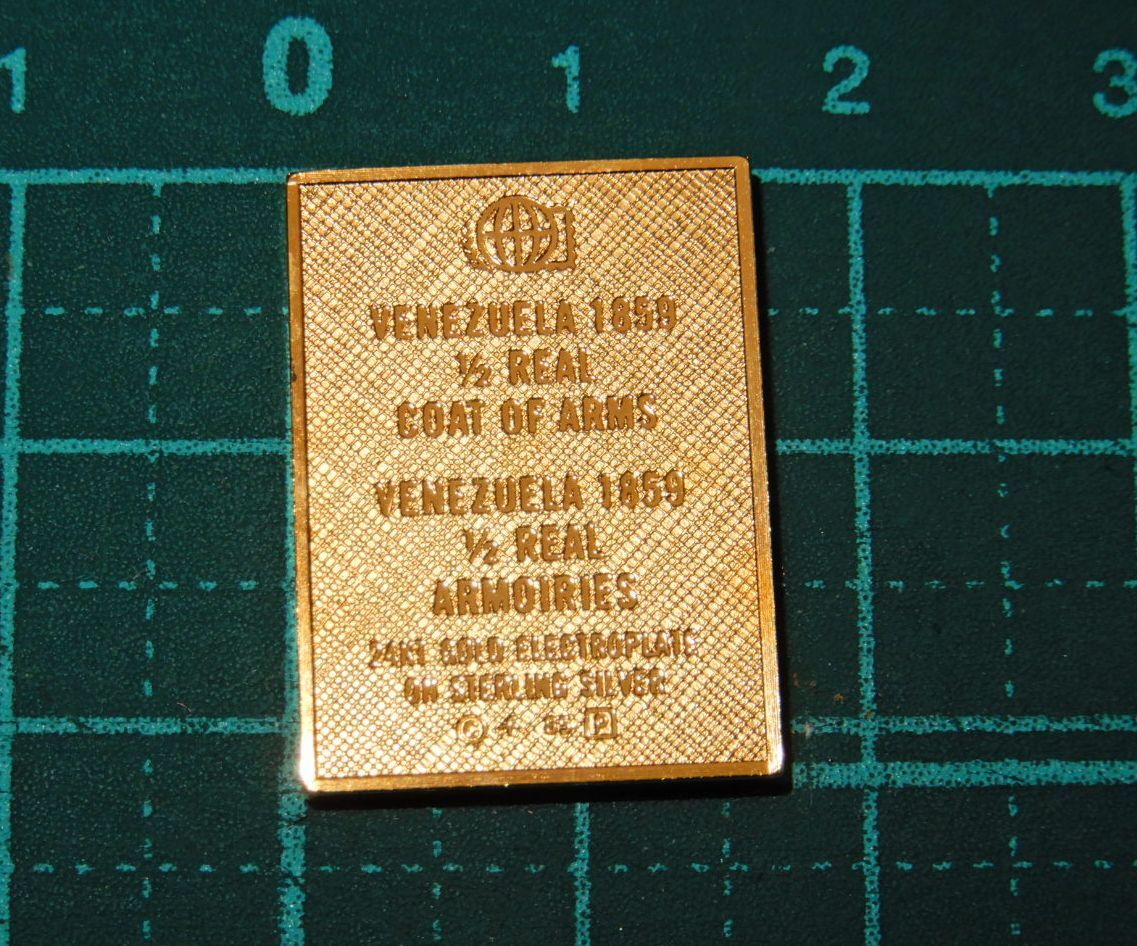 1 0 1 2 3
VENEZUELA 1859
½ REAL
COAT OF ARMS
VENEZUELA 1859
½ REAL
ARMOIRIES
24KT GOLD ELECTROPLATE
ON STERLING SILVER
© P